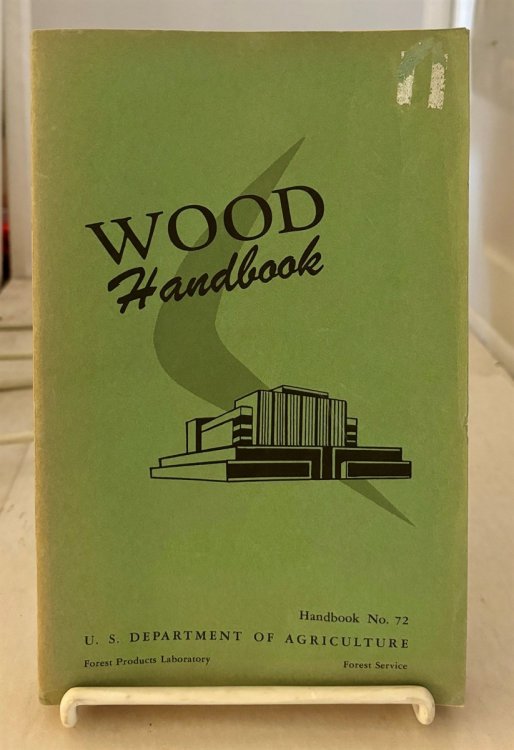 WOOD
Handbook
Handbook No. 72
U. S. DEPARTMENT OF AGRICULTURE
Forest Products Laboratory Forest Service